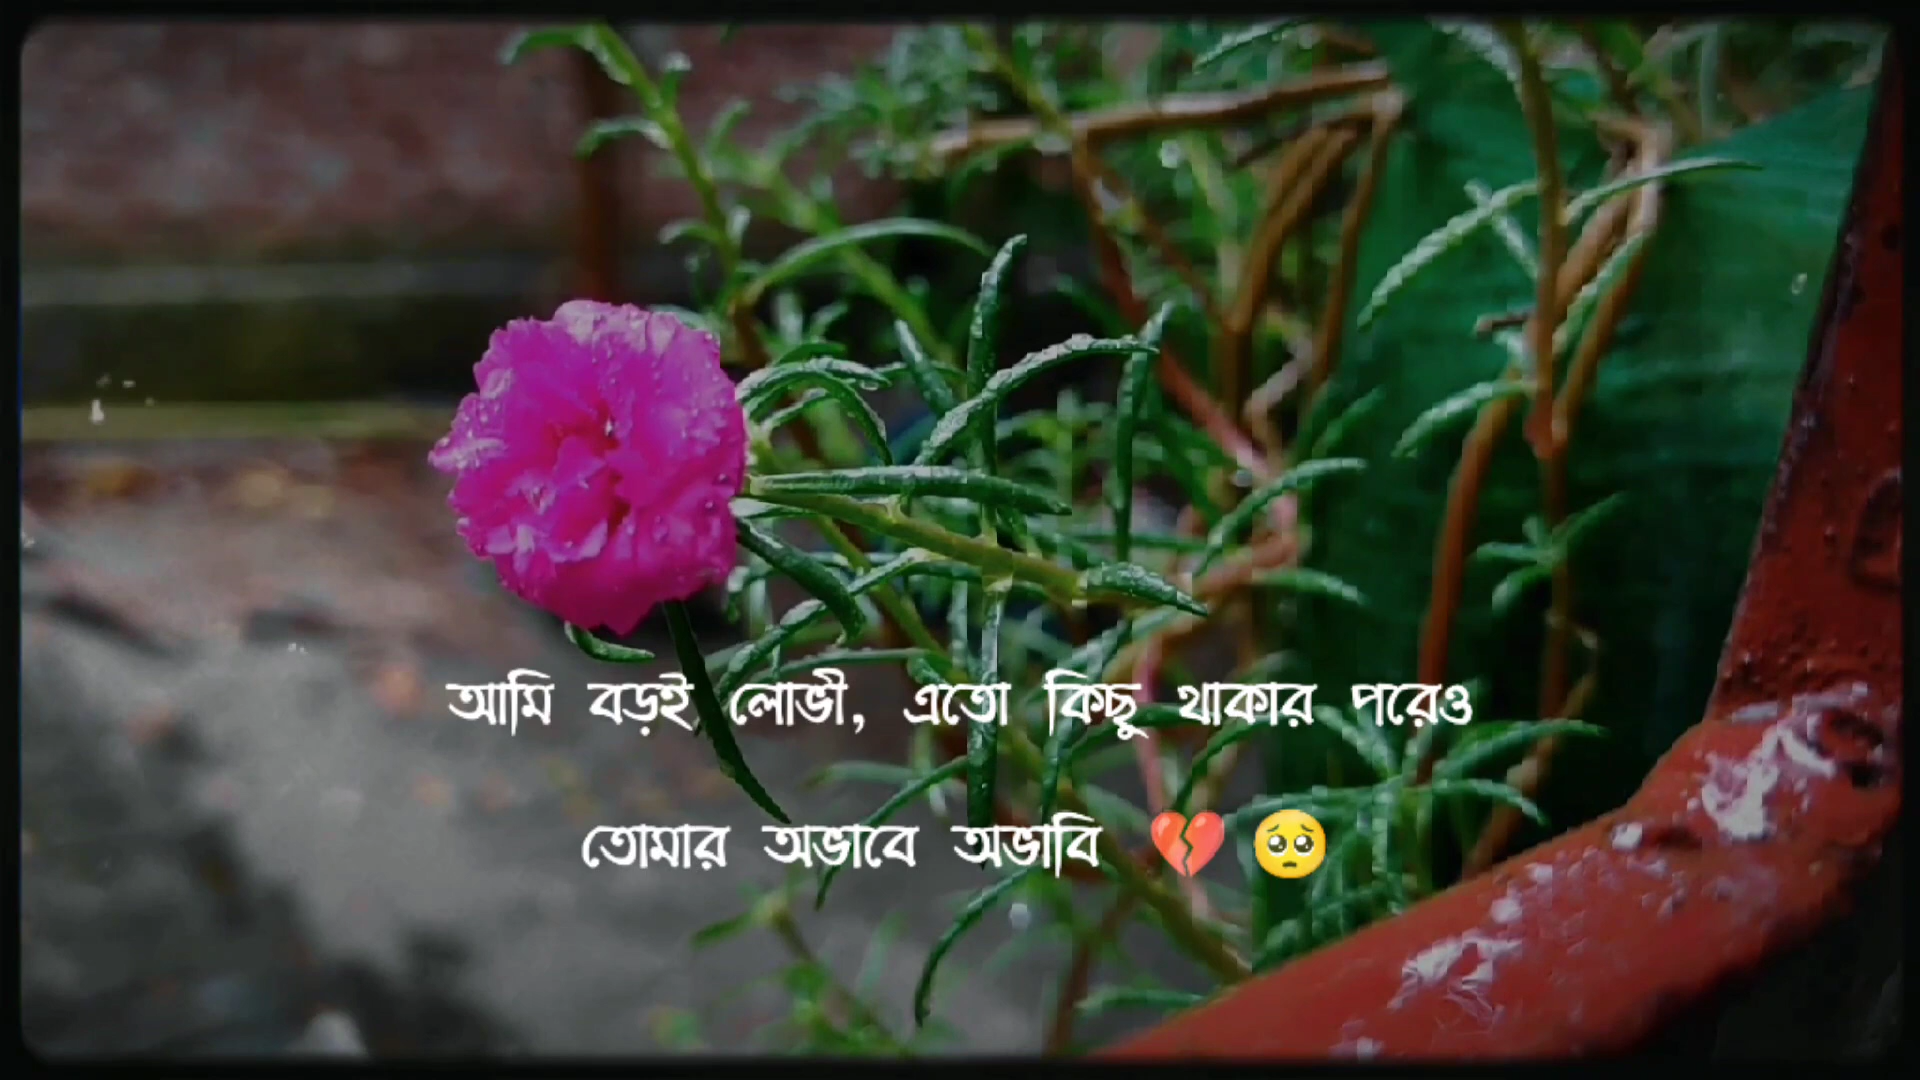 আমি বড়ই লোভী, এতো কিছু থাকার পরেও
তোমার অভাবে অভাবি 💔 🥺